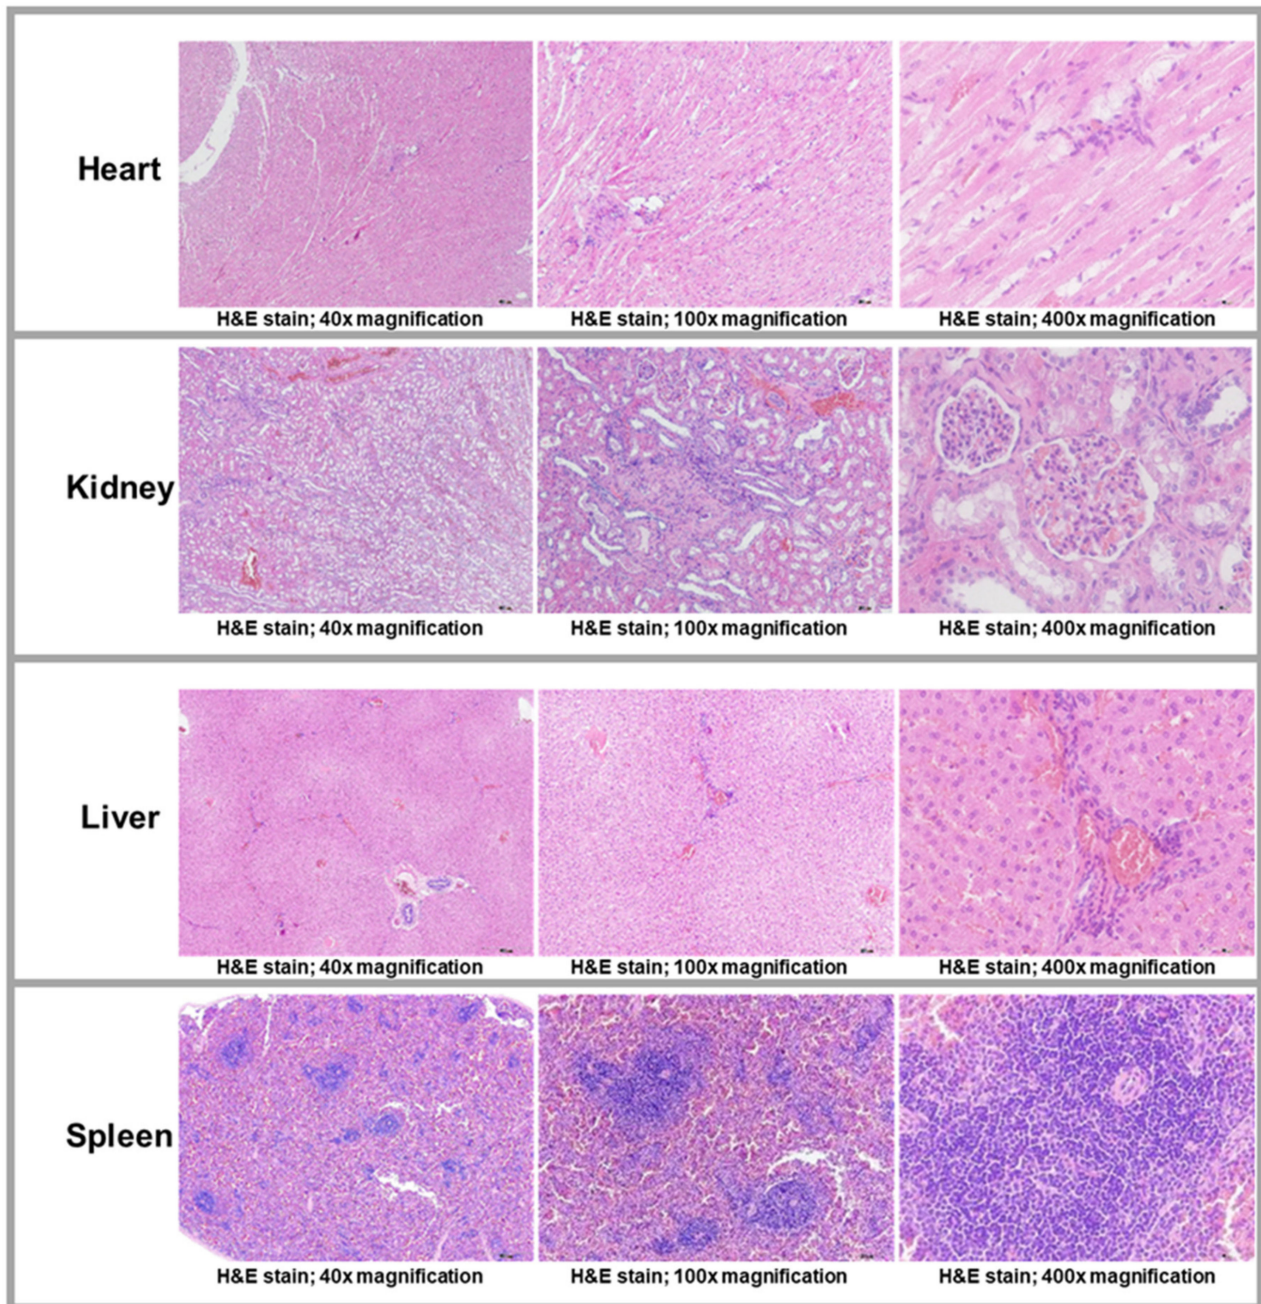 Heart
H&E stain; 40x magnification
H&E stain; 100x magnification
H&E stain; 400x magnification
Kidney
H&E stain; 40x magnification
H&E stain; 100x magnification
H&E stain; 400x magnification
Liver
H&E stain; 40x magnification
H&E stain; 100x magnification
H&E stain; 400x magnification
Spleen
H&E stain; 40x magnification
H&E stain; 100x magnification
H&E stain; 400x magnification